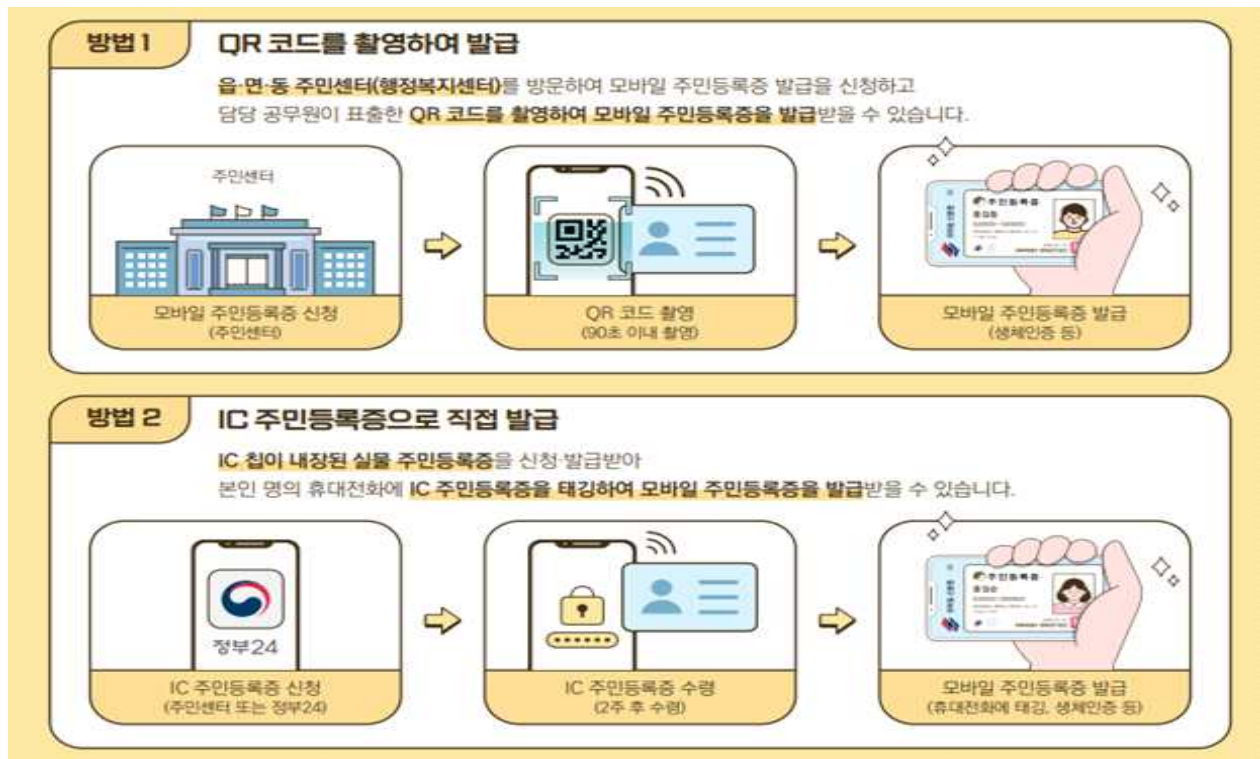 방법 1
QR 코드를 촬영하여 발급
읍·면·동 주민센터(행정복지센터)를 방문하여 모바일 주민등록증 발급을 신청하고
담당 공무원이 표출한 QR 코드를 촬영하여 모바일 주민등록증을 발급받을 수 있습니다.
주민센터
주민등록증
모바일 주민등록증 신청
(주민센터)
QR 코드 촬영
(90초 이내 촬영)
모바일 주민등록증 발급
(생체인증 등)
방법 2
IC 주민등록증으로 직접 발급
IC 칩이 내장된 실물 주민등록증을 신청·발급받아
본인 명의 휴대전화에 IC 주민등록증을 태깅하여 모바일 주민등록증을 발급받을 수 있습니다.
정부24
주민등록증
IC 주민등록증 신청
(주민센터 또는 정부24)
IC 주민등록증 수령
(2주 후 수령)
모바일 주민등록증 발급
(휴대전화에 태깅, 생체인증 등)